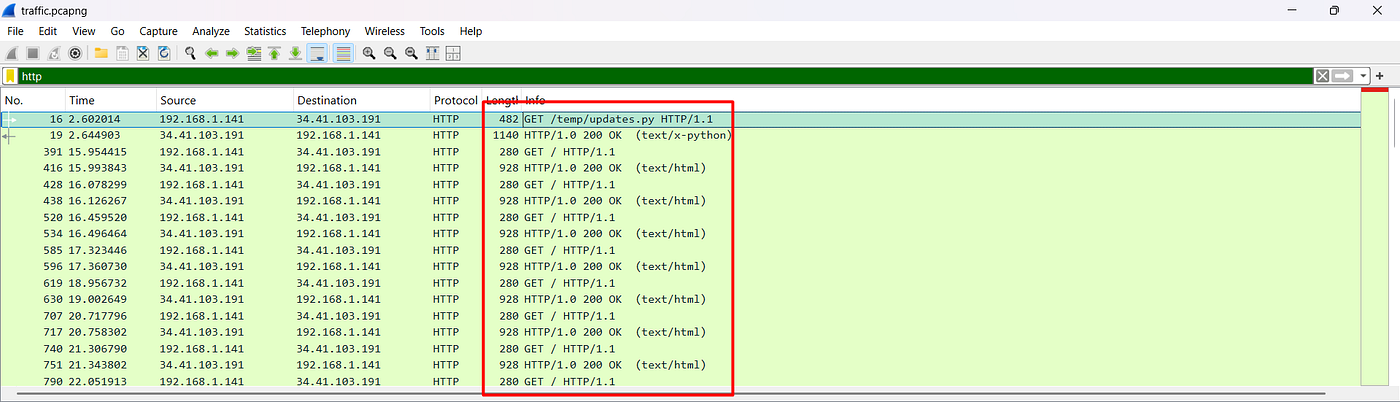 traffic.pcapng
File Edit View Go Capture Analyze Statistics Telephony Wireless Tools Help
http
No. Time Source Destination Protocol Lengtl Info
16 2.602014 192.168.1.141 34.41.103.191 HTTP 482 GET /temp/updates.py HTTP/1.1
19 2.644903 34.41.103.191 192.168.1.141 HTTP 1140 HTTP/1.0 200 OK (text/x-python)
391 15.954415 192.168.1.141 34.41.103.191 HTTP 280 GET / HTTP/1.1
416 15.993843 34.41.103.191 192.168.1.141 HTTP 928 HTTP/1.0 200 OK (text/html)
428 16.078299 192.168.1.141 34.41.103.191 HTTP 280 GET / HTTP/1.1
438 16.126267 34.41.103.191 192.168.1.141 HTTP 928 HTTP/1.0 200 OK (text/html)
520 16.459520 192.168.1.141 34.41.103.191 HTTP 280 GET / HTTP/1.1
534 16.496464 34.41.103.191 192.168.1.141 HTTP 928 HTTP/1.0 200 OK (text/html)
585 17.323446 192.168.1.141 34.41.103.191 HTTP 280 GET / HTTP/1.1
596 17.360730 34.41.103.191 192.168.1.141 HTTP 928 HTTP/1.0 200 OK (text/html)
619 18.956732 192.168.1.141 34.41.103.191 HTTP 280 GET / HTTP/1.1
630 19.002649 34.41.103.191 192.168.1.141 HTTP 928 HTTP/1.0 200 OK (text/html)
707 20.717796 192.168.1.141 34.41.103.191 HTTP 280 GET / HTTP/1.1
717 20.758302 34.41.103.191 192.168.1.141 HTTP 928 HTTP/1.0 200 OK (text/html)
740 21.306790 192.168.1.141 34.41.103.191 HTTP 280 GET / HTTP/1.1
751 21.343802 34.41.103.191 192.168.1.141 HTTP 928 HTTP/1.0 200 OK (text/html)
790 22.051913 192.168.1.141 34.41.103.191 HTTP 280 GET / HTTP/1.1